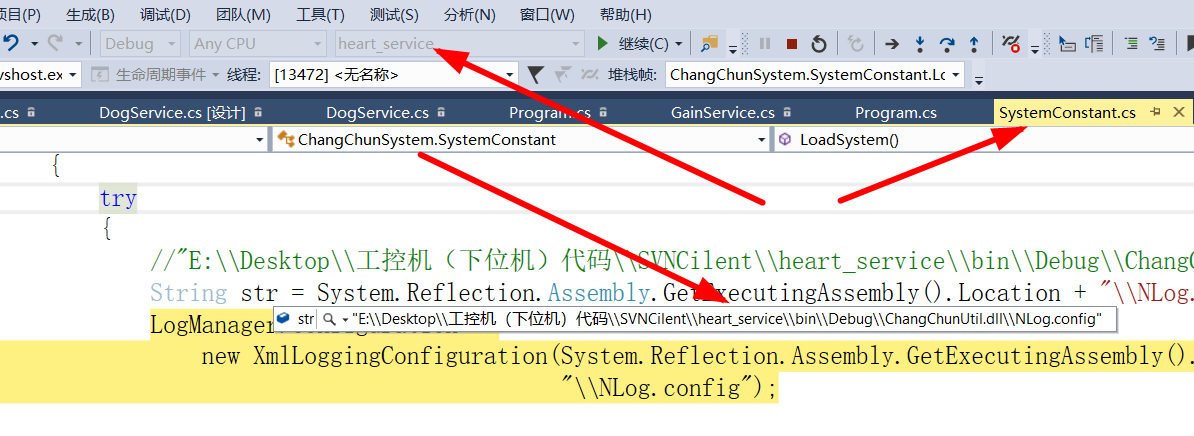 项目(P) 生成(B) 调试(D) 团队(M) 工具(T) 测试(S) 分析(N) 窗口(W) 帮助(H)
Debug Any CPU heart_service 继续(C)
vshost.ex 生命周期事件 线程: [13472] <无名称> 堆栈帧: ChangChunSystem.SystemConstant.Lc
.cs DogService.cs [设计] DogService.cs Program.cs GainService.cs Program.cs SystemConstant.cs
ChangChunSystem.SystemConstant LoadSystem()
{
try
{
//"E:\\Desktop\\工控机（下位机）代码\\SVNCilent\\heart_service\\bin\\Debug\\ChangC
String str = System.Reflection.Assembly.GetExecutingAssembly().Location + "\\NLog.
str "E:\\Desktop\\工控机（下位机）代码\\SVNCilent\\heart_service\\bin\\Debug\\ChangChunUtil.dll\\NLog.config"
LogManager
new XmlLoggingConfiguration(System.Reflection.Assembly.GetExecutingAssembly().
"\\NLog.config");